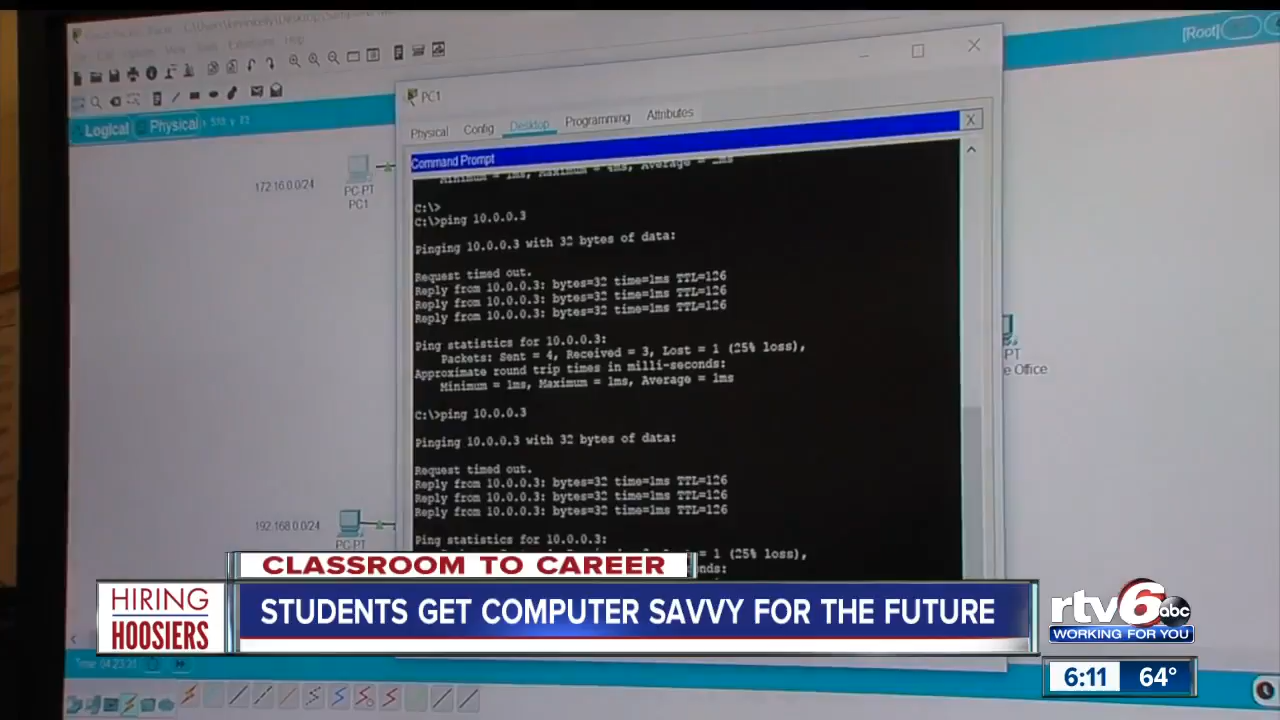 [Root]
Logical
Physical
PC1
Physical
Config
Desktop
Programming
Attributes
X
Command Prompt
172.16.0.0/24
PC-PT
PC1
C:\>
C:\>ping 10.0.0.3
Pinging 10.0.0.3 with 32 bytes of data:
Request timed out.
Reply from 10.0.0.3: bytes=32 time=1ms TTL=126
Reply from 10.0.0.3: bytes=32 time=1ms TTL=126
Reply from 10.0.0.3: bytes=32 time=1ms TTL=126
Ping statistics for 10.0.0.3:
Packets: Sent = 4, Received = 3, Lost = 1 (25% loss),
Approximate round trip times in milli-seconds:
Minimum = 1ms, Maximum = 1ms, Average = 1ms
C:\>ping 10.0.0.3
Pinging 10.0.0.3 with 32 bytes of data:
Request timed out.
Reply from 10.0.0.3: bytes=32 time=1ms TTL=126
Reply from 10.0.0.3: bytes=32 time=1ms TTL=126
Reply from 10.0.0.3: bytes=32 time=1ms TTL=126
Ping statistics for 10.0.0.3:
= 1 (25% loss),
PT
e Office
192.168.0.0/24
PC-PT
CLASSROOM TO CAREER
HIRING
HOOSIERS
STUDENTS GET COMPUTER SAVVY FOR THE FUTURE
rtv6 abc
WORKING FOR YOU
6:11 64°